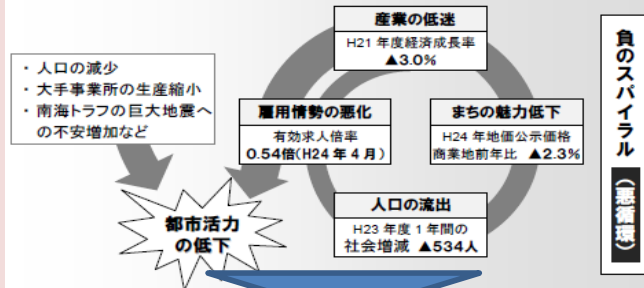 産業の低迷
H21 年度経済成長率
▲3.0%
・人口の減少
・大手事業所の生産縮小
・南海トラフの巨大地震へ
の不安増加など
雇用情勢の悪化
有効求人倍率
0.54倍(H24 年 4 月)
まちの魅力低下
H24 年地価公示価格
商業地前年比 ▲2.3%
人口の流出
H23 年度 1 年間の
社会増減 ▲534人
都市活力
の低下
負のスパイラル
(悪循環)